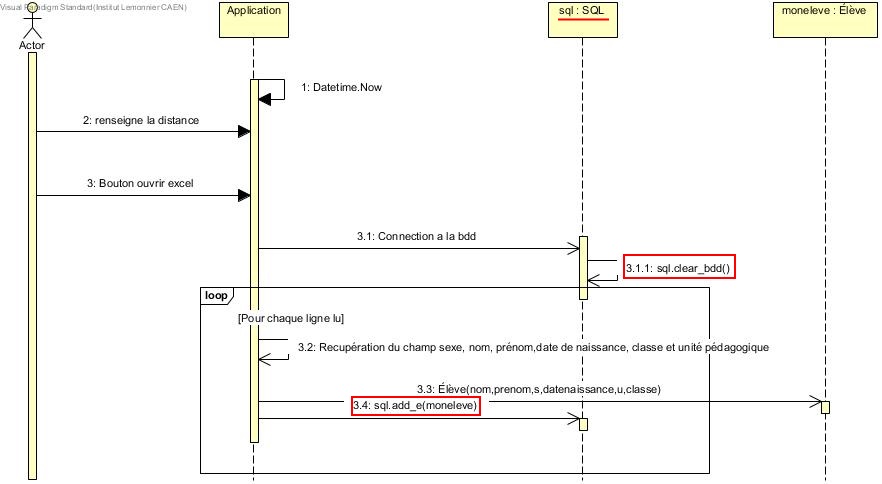 Visual Paradigm Standard(Institut Lemonnier CAEN)
Actor
Application
sql : SQL
moneleve : Élève
1: Datetime.Now
2: renseigne la distance
3: Bouton ouvrir excel
3.1: Connection a la bdd
3.1.1: sql.clear_bdd()
loop
[Pour chaque ligne lu]
3.2: Recupération du champ sexe, nom, prénom,date de naissance, classe et unité pédagogique
3.3: Élève(nom,prenom,s,datenaissance,u,classe)
3.4: sql.add_e(moneleve)